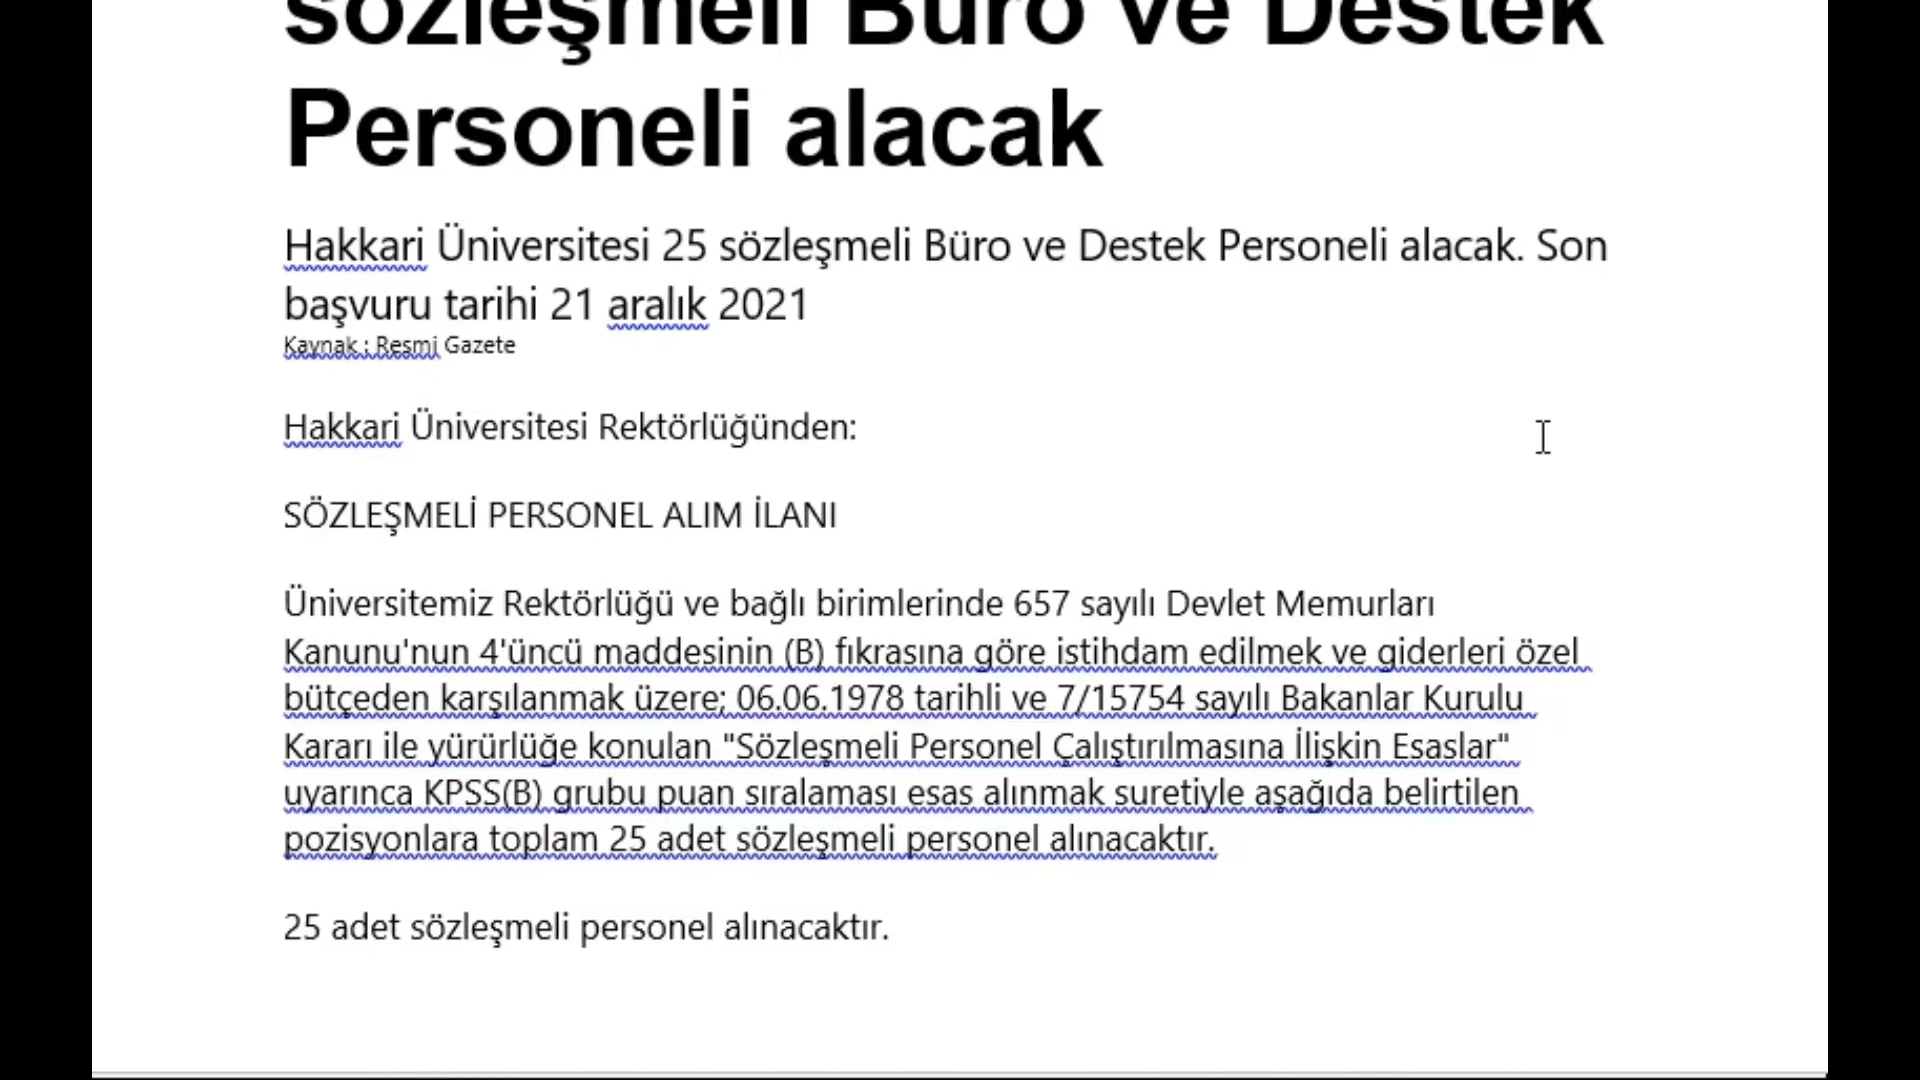 sözleşmeli Büro ve Destek
Personeli alacak
Hakkari Üniversitesi 25 sözleşmeli Büro ve Destek Personeli alacak. Son
başvuru tarihi 21 aralık 2021
Kaynak ; Resmi Gazete
Hakkari Üniversitesi Rektörlüğünden:
SÖZLEŞMELİ PERSONEL ALIM İLANI
Üniversitemiz Rektörlüğü ve bağlı birimlerinde 657 sayılı Devlet Memurları
Kanunu'nun 4'üncü maddesinin (B) fıkrasına göre istihdam edilmek ve giderleri özel
bütçeden karşılanmak üzere; 06.06.1978 tarihli ve 7/15754 sayılı Bakanlar Kurulu
Kararı ile yürürlüğe konulan "Sözleşmeli Personel Çalıştırılmasına İlişkin Esaslar"
uyarınca KPSS(B) grubu puan sıralaması esas alınmak suretiyle aşağıda belirtilen
pozisyonlara toplam 25 adet sözleşmeli personel alınacaktır.
25 adet sözleşmeli personel alınacaktır.